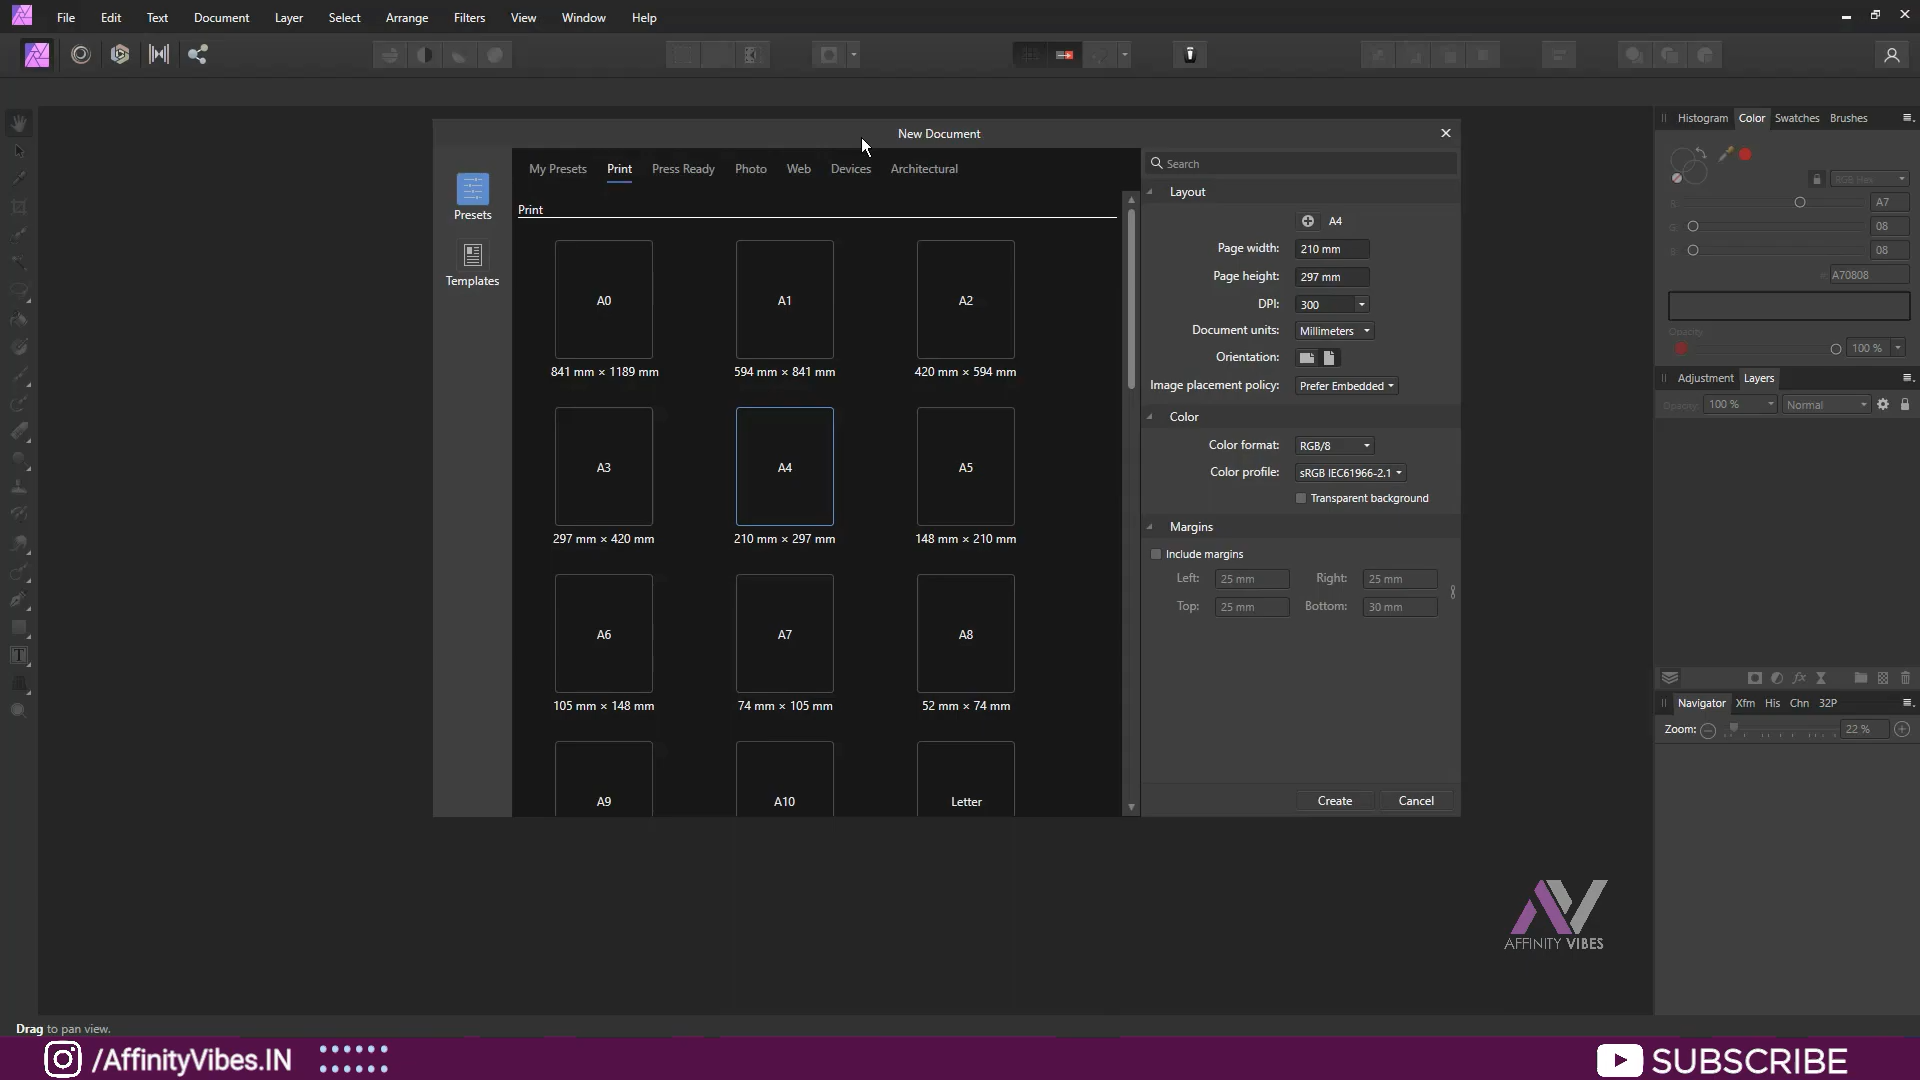 File Edit Text Document Layer Select Arrange Filters View Window Help
New Document
Histogram Color Swatches Brushes
My Presets Print Press Ready Photo Web Devices Architectural
Search
Presets
Templates
Print
A0
841 mm × 1189 mm
A1
594 mm × 841 mm
A2
420 mm × 594 mm
A3
297 mm × 420 mm
A4
210 mm × 297 mm
A5
148 mm × 210 mm
A6
105 mm × 148 mm
A7
74 mm × 105 mm
A8
52 mm × 74 mm
A9
A10
Letter
Layout
A4
Page width: 210 mm
Page height: 297 mm
DPI: 300
Document units: Millimeters
Orientation:
Image placement policy: Prefer Embedded
Color
Color format: RGB/8
Color profile: sRGB IEC61966-2.1
Transparent background
Margins
Include margins
Left: 25 mm Right: 25 mm
Top: 25 mm Bottom: 30 mm
Create Cancel
RGB Hex
A7
G: 08
08
A70808
Opacity
100 %
Adjustment Layers
Opacity: 100 % Normal
fx
Navigator Xfm His Chn 32P
Zoom: 22 %
AFFINITY VIBES
Drag to pan view.
/AffinityVibes.IN
SUBSCRIBE